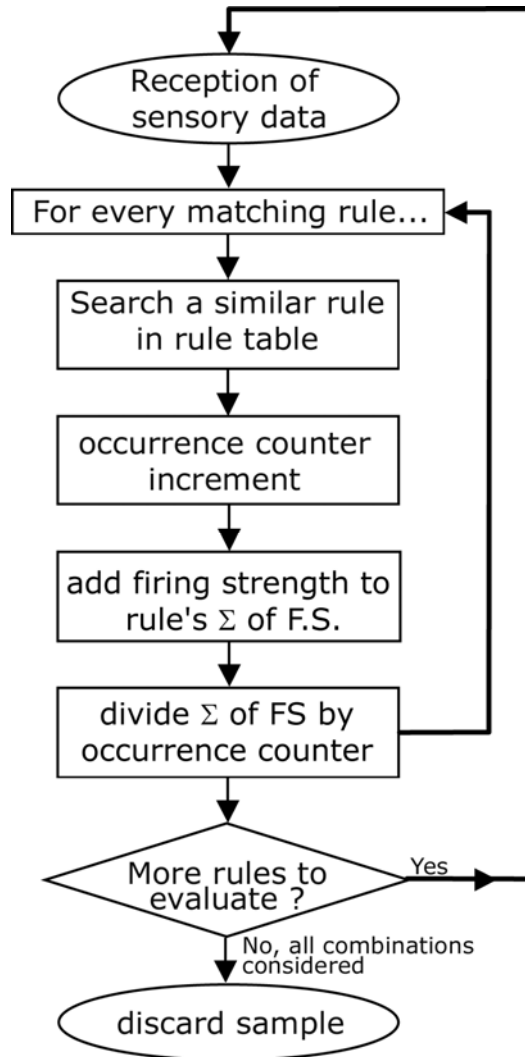 Reception of
sensory data
For every matching rule...
Search a similar rule
in rule table
occurrence counter
increment
add firing strength to
rule's Σ of F.S.
divide Σ of FS by
occurrence counter
More rules to
evaluate ?
Yes
No, all combinations
considered
discard sample